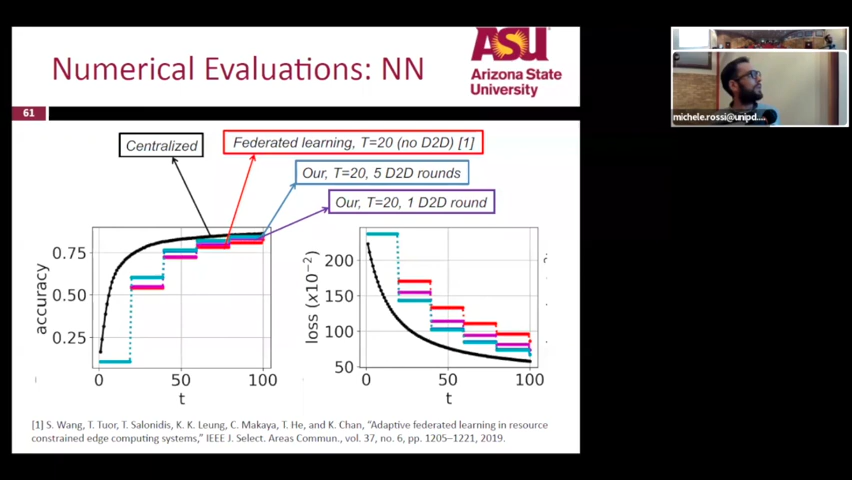 Numerical Evaluations: NN
ASU
Arizona State
University
61
Centralized
Federated learning, T=20 (no D2D) [1]
Our, T=20, 5 D2D rounds
Our, T=20, 1 D2D round
accuracy
0.75
0.50
0.25
0
50
100
t
loss (x10⁻²)
200
150
100
50
0
50
100
t
[1] S. Wang, T. Tuor, T. Salonidis, K. K. Leung, C. Makaya, T. He, and K. Chan, "Adaptive federated learning in resource
constrained edge computing systems," IEEE J. Select. Areas Commun., vol. 37, no. 6, pp. 1205–1221, 2019.
michele.rossi@unipd....